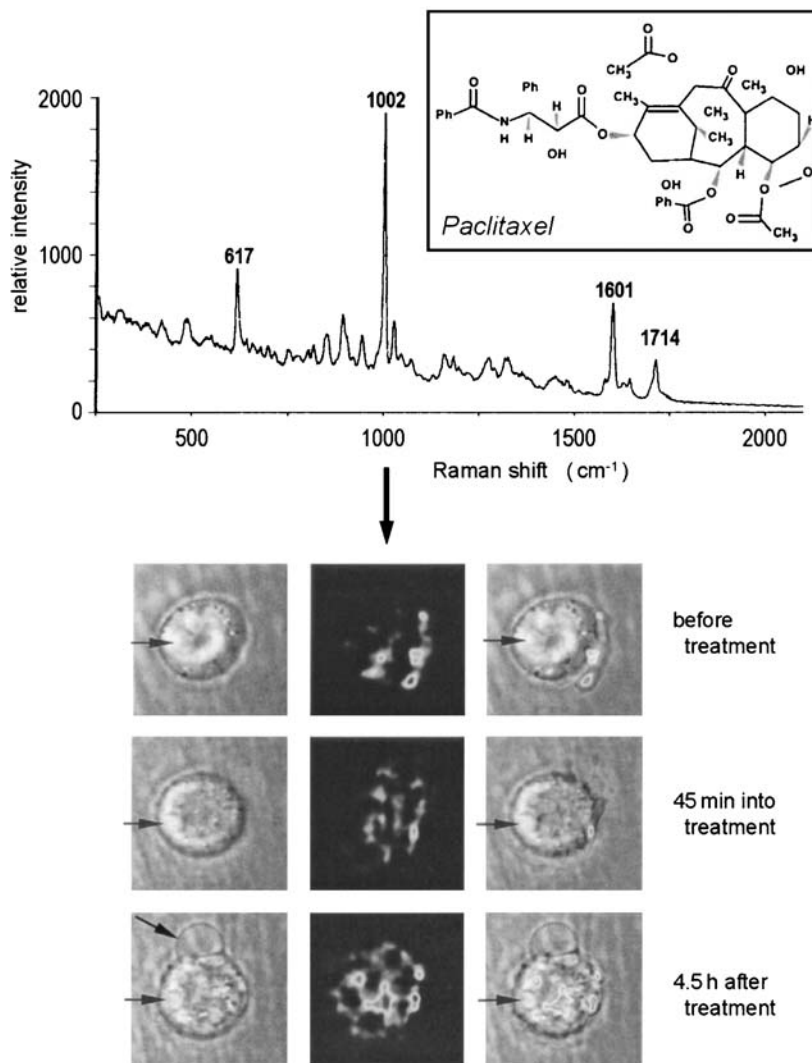 2000
1000
0
relative intensity
617
1002
1601
1714
500
1000
1500
2000
Raman shift (cm⁻¹)
O
CH₃
O
OH
O
Ph
N
H
Ph
H
H
OH
O
O
CH₃
CH₃
CH₃
CH₃
O
H
H
OH
O
Ph
O
O
O
O
CH₃
Paclitaxel
before
treatment
45 min into
treatment
4.5 h after
treatment